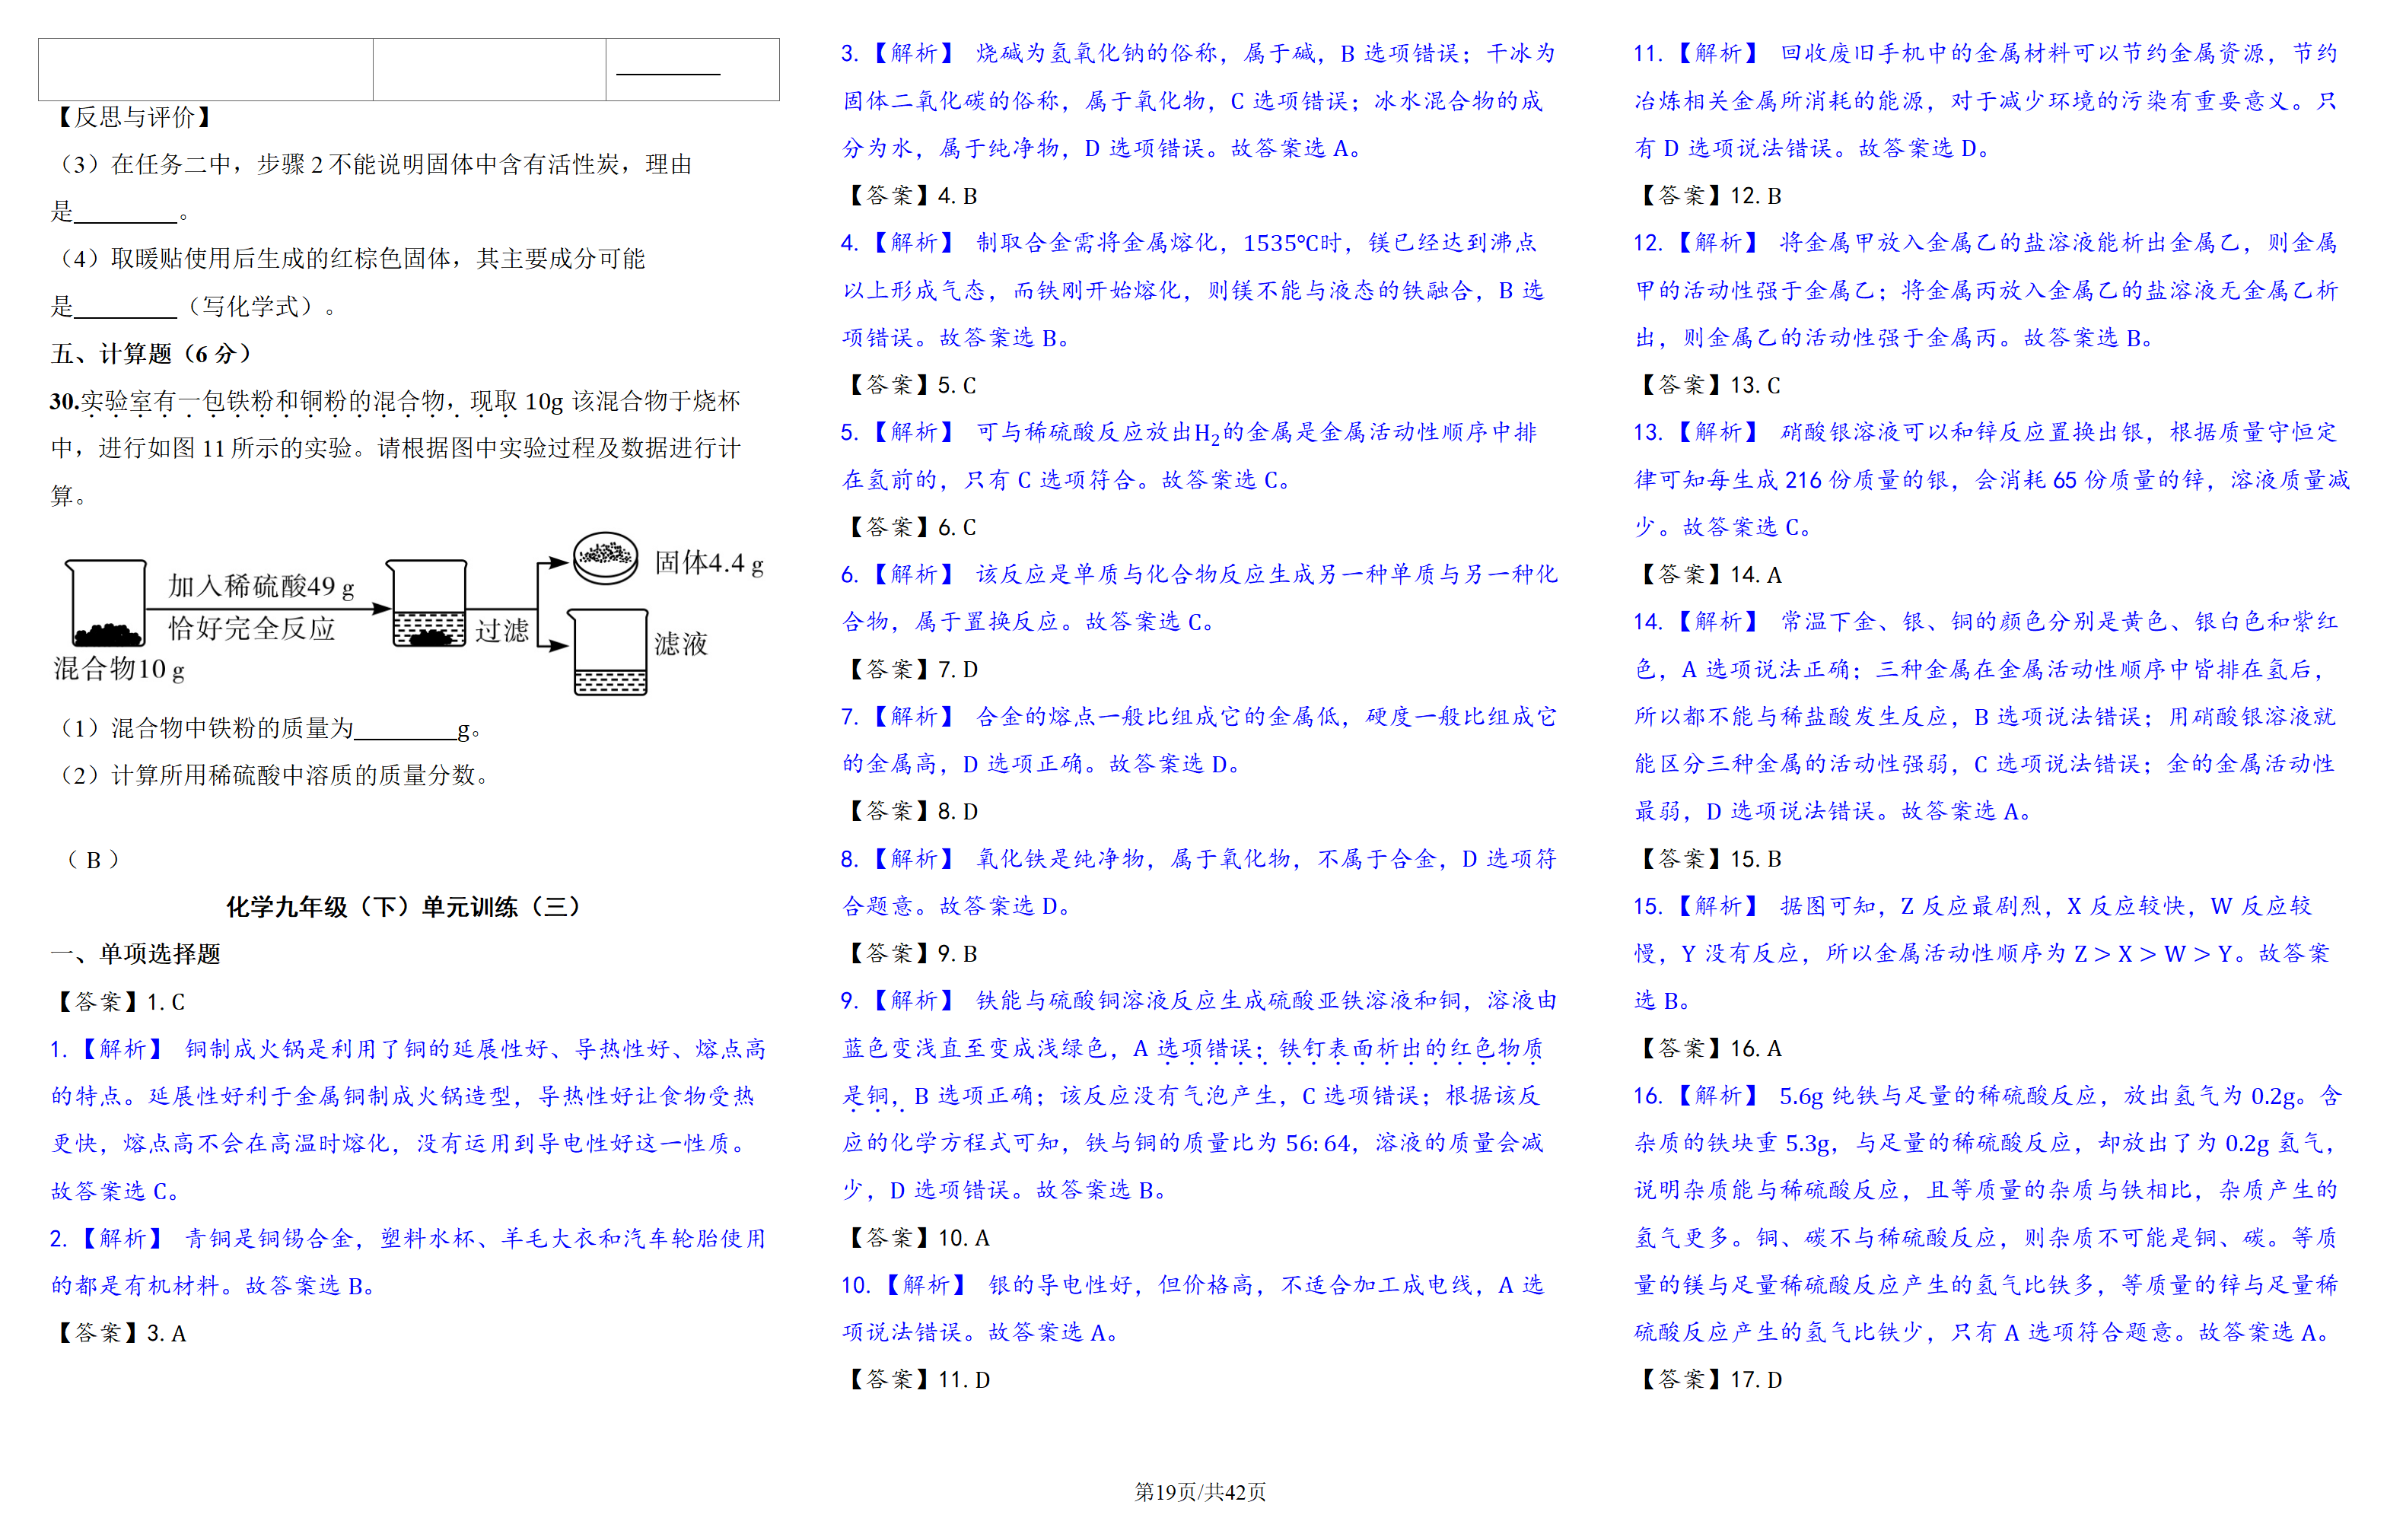 【反思与评价】
（3）在任务二中，步骤 2 不能说明固体中含有活性炭，理由
是________。
（4）取暖贴使用后生成的红棕色固体，其主要成分可能
是________（写化学式）。
五、计算题（6 分）
30.实验室有一包铁粉和铜粉的混合物，现取 10g 该混合物于烧杯
中，进行如图 11 所示的实验。请根据图中实验过程及数据进行计
算。
加入稀硫酸49 g
恰好完全反应
混合物10 g
过滤
固体4.4 g
滤液
（1）混合物中铁粉的质量为________g。
（2）计算所用稀硫酸中溶质的质量分数。
（ B ）
化学九年级（下）单元训练（三）
一、单项选择题
【答案】1. C
1. 【解析】 铜制成火锅是利用了铜的延展性好、导热性好、熔点高
的特点。延展性好利于金属铜制成火锅造型，导热性好让食物受热
更快，熔点高不会在高温时熔化，没有运用到导电性好这一性质。
故答案选 C。
2. 【解析】 青铜是铜锡合金，塑料水杯、羊毛大衣和汽车轮胎使用
的都是有机材料。故答案选 B。
【答案】3. A
3. 【解析】 烧碱为氢氧化钠的俗称，属于碱，B 选项错误；干冰为
固体二氧化碳的俗称，属于氧化物，C 选项错误；冰水混合物的成
分为水，属于纯净物，D 选项错误。故答案选 A。
【答案】4. B
4. 【解析】 制取合金需将金属熔化，1535℃时，镁已经达到沸点
以上形成气态，而铁刚开始熔化，则镁不能与液态的铁融合，B 选
项错误。故答案选 B。
【答案】5. C
5. 【解析】 可与稀硫酸反应放出H₂的金属是金属活动性顺序中排
在氢前的，只有 C 选项符合。故答案选 C。
【答案】6. C
6. 【解析】 该反应是单质与化合物反应生成另一种单质与另一种化
合物，属于置换反应。故答案选 C。
【答案】7. D
7. 【解析】 合金的熔点一般比组成它的金属低，硬度一般比组成它
的金属高，D 选项正确。故答案选 D。
【答案】8. D
8. 【解析】 氧化铁是纯净物，属于氧化物，不属于合金，D 选项符
合题意。故答案选 D。
【答案】9. B
9. 【解析】 铁能与硫酸铜溶液反应生成硫酸亚铁溶液和铜，溶液由
蓝色变浅直至变成浅绿色，A 选项错误；铁钉表面析出的红色物质
是铜，B 选项正确；该反应没有气泡产生，C 选项错误；根据该反
应的化学方程式可知，铁与铜的质量比为 56: 64，溶液的质量会减
少，D 选项错误。故答案选 B。
【答案】10. A
10. 【解析】 银的导电性好，但价格高，不适合加工成电线，A 选
项说法错误。故答案选 A。
【答案】11. D
11. 【解析】 回收废旧手机中的金属材料可以节约金属资源，节约
冶炼相关金属所消耗的能源，对于减少环境的污染有重要意义。只
有 D 选项说法错误。故答案选 D。
【答案】12. B
12. 【解析】 将金属甲放入金属乙的盐溶液能析出金属乙，则金属
甲的活动性强于金属乙；将金属丙放入金属乙的盐溶液无金属乙析
出，则金属乙的活动性强于金属丙。故答案选 B。
【答案】13. C
13. 【解析】 硝酸银溶液可以和锌反应置换出银，根据质量守恒定
律可知每生成 216 份质量的银，会消耗 65 份质量的锌，溶液质量减
少。故答案选 C。
【答案】14. A
14. 【解析】 常温下金、银、铜的颜色分别是黄色、银白色和紫红
色，A 选项说法正确；三种金属在金属活动性顺序中皆排在氢后，
所以都不能与稀盐酸发生反应，B 选项说法错误；用硝酸银溶液就
能区分三种金属的活动性强弱，C 选项说法错误；金的金属活动性
最弱，D 选项说法错误。故答案选 A。
【答案】15. B
15. 【解析】 据图可知，Z 反应最剧烈，X 反应较快，W 反应较
慢，Y 没有反应，所以金属活动性顺序为 Z > X > W > Y。故答案
选 B。
【答案】16. A
16. 【解析】 5.6g 纯铁与足量的稀硫酸反应，放出氢气为 0.2g。含
杂质的铁块重 5.3g，与足量的稀硫酸反应，却放出了为 0.2g 氢气，
说明杂质能与稀硫酸反应，且等质量的杂质与铁相比，杂质产生的
氢气更多。铜、碳不与稀硫酸反应，则杂质不可能是铜、碳。等质
量的镁与足量稀硫酸反应产生的氢气比铁多，等质量的锌与足量稀
硫酸反应产生的氢气比铁少，只有 A 选项符合题意。故答案选 A。
【答案】17. D
第19页/共42页